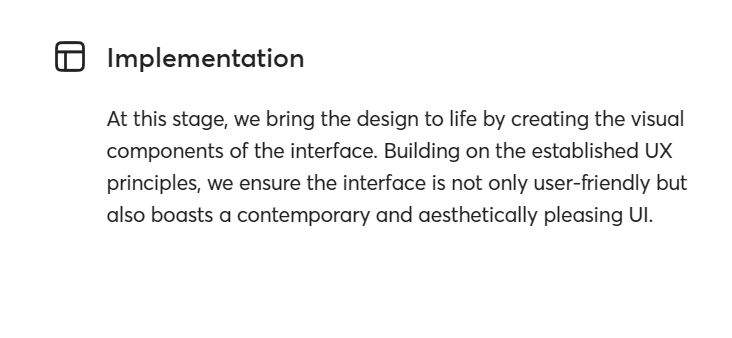 Implementation
At this stage, we bring the design to life by creating the visual
components of the interface. Building on the established UX
principles, we ensure the interface is not only user-friendly but
also boasts a contemporary and aesthetically pleasing UI.